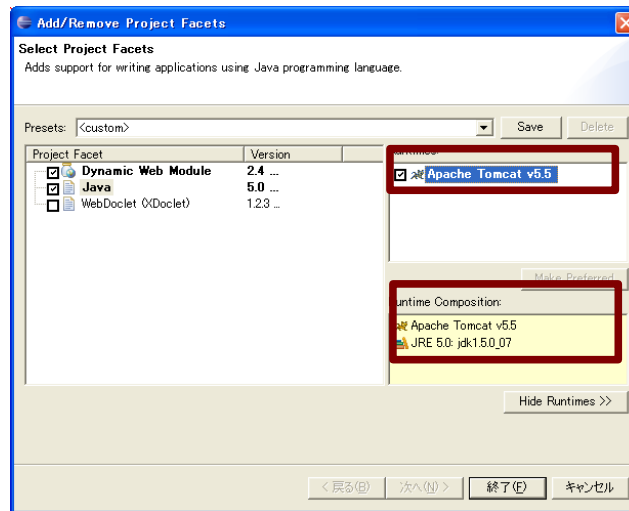 Add/Remove Project Facets
Select Project Facets
Adds support for writing applications using Java programming language.
Presets: <custom> Save Delete
Project Facet Version
Dynamic Web Module 2.4 ...
Java 5.0 ...
WebDoclet (XDoclet) 1.2.3 ...
Apache Tomcat v5.5
Make Preferred
Runtime Composition:
Apache Tomcat v5.5
JRE 5.0: jdk1.5.0_07
Hide Runtimes >>
< 戻る(B) 次へ(N) > 終了(F) キャンセル